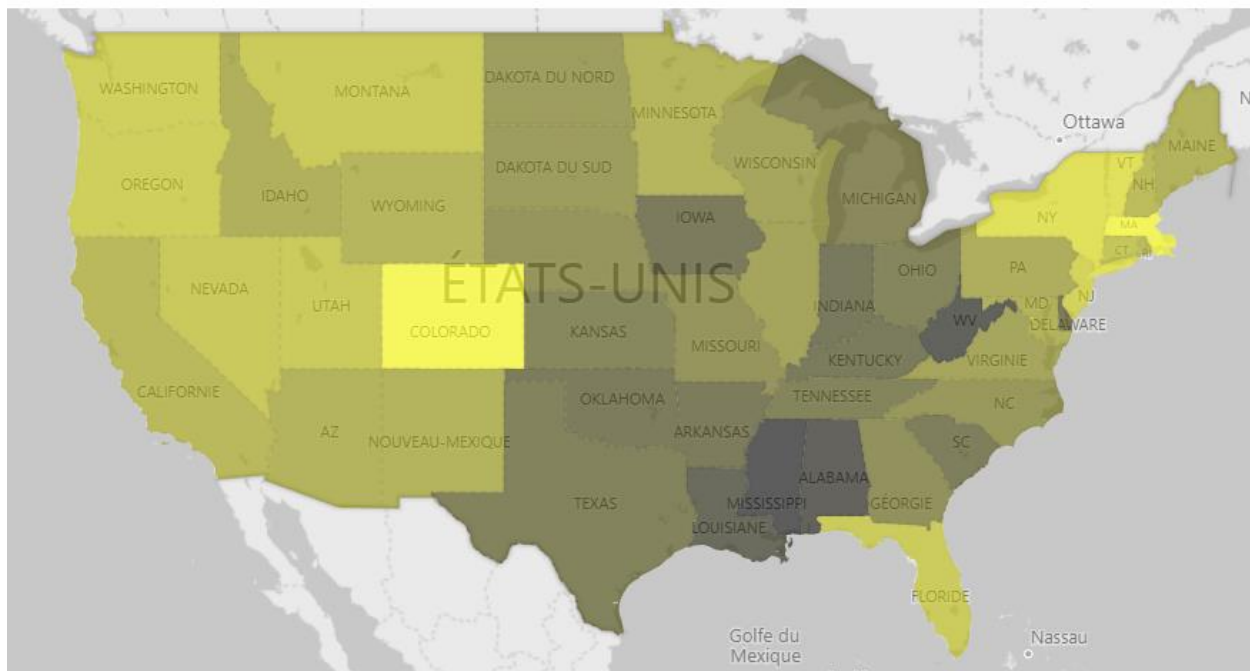 WASHINGTON
MONTANA
DAKOTA DU NORD
MINNESOTA
Ottawa
MAINE
VT
NH
OREGON
IDAHO
WYOMING
DAKOTA DU SUD
WISCONSIN
MICHIGAN
NY
MA
IOWA
CT
NEVADA
UTAH
COLORADO
ÉTATS-UNIS
INDIANA
OHIO
PA
NJ
MD
DELAWARE
KANSAS
MISSOURI
KENTUCKY
WV
VIRGINIE
CALIFORNIE
AZ
NOUVEAU-MEXIQUE
OKLAHOMA
ARKANSAS
TENNESSEE
NC
SC
TEXAS
LOUISIANE
MISSISSIPPI
ALABAMA
GÉORGIE
FLORIDE
Golfe du
Mexique
Nassau